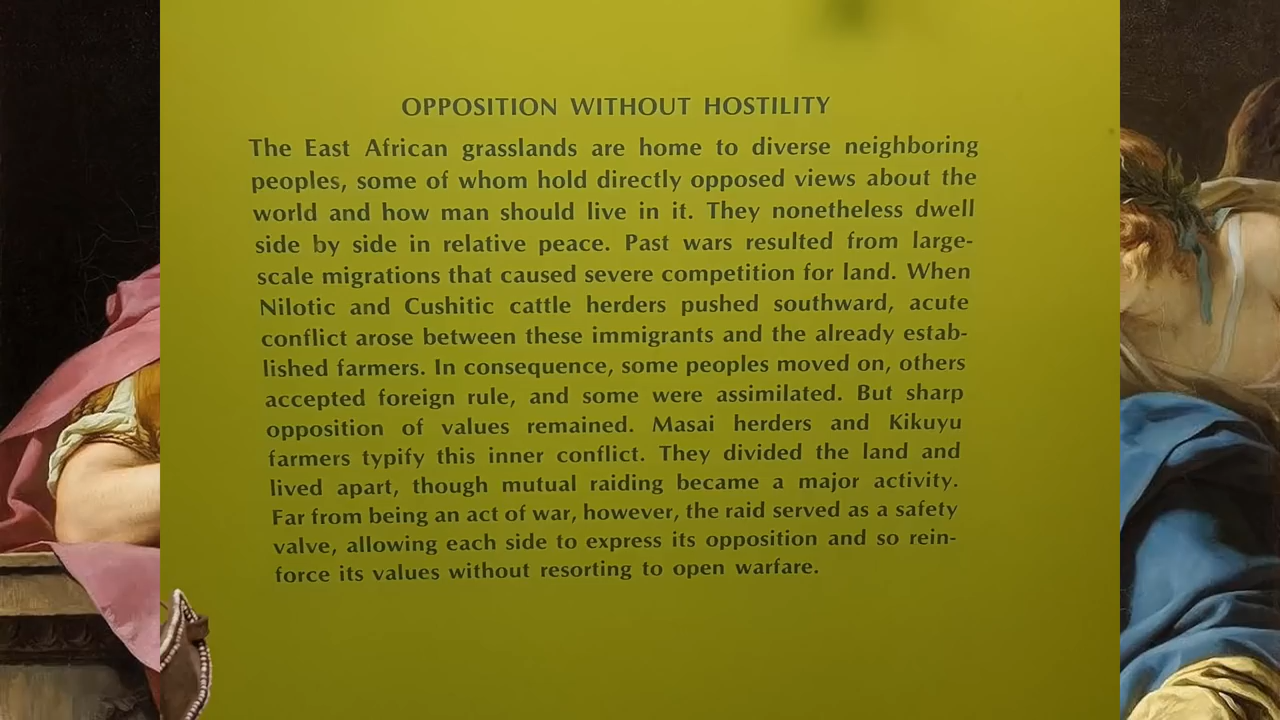 OPPOSITION WITHOUT HOSTILITY
The East African grasslands are home to diverse neighboring
peoples, some of whom hold directly opposed views about the
world and how man should live in it. They nonetheless dwell
side by side in relative peace. Past wars resulted from large-
scale migrations that caused severe competition for land. When
Nilotic and Cushitic cattle herders pushed southward, acute
conflict arose between these immigrants and the already estab-
lished farmers. In consequence, some peoples moved on, others
accepted foreign rule, and some were assimilated. But sharp
opposition of values remained. Masai herders and Kikuyu
farmers typify this inner conflict. They divided the land and
lived apart, though mutual raiding became a major activity.
Far from being an act of war, however, the raid served as a safety
valve, allowing each side to express its opposition and so rein-
force its values without resorting to open warfare.